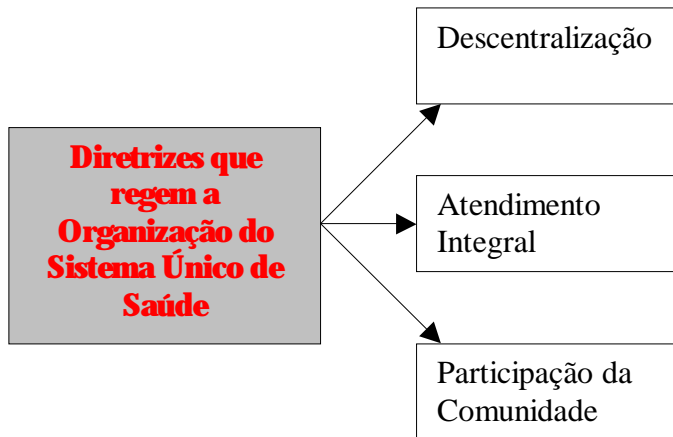 Diretrizes que
regem a
Organização do
Sistema Único de
Saúde
Descentralização
Atendimento
Integral
Participação da
Comunidade